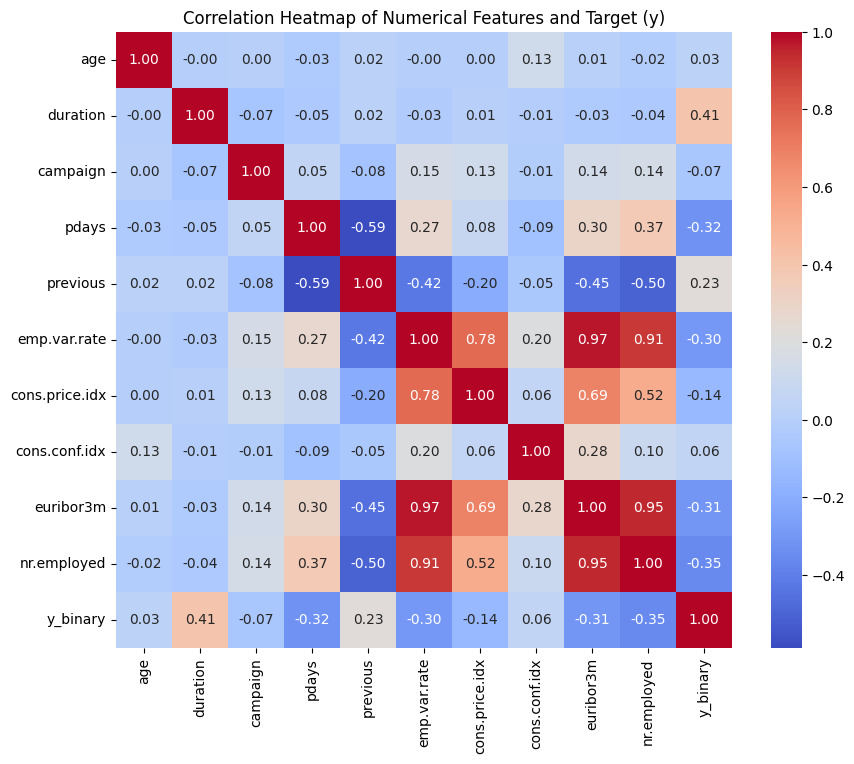 Correlation Heatmap of Numerical Features and Target (y)
age 1.00 -0.00 0.00 -0.03 0.02 -0.00 0.00 0.13 0.01 -0.02 0.03
duration -0.00 1.00 -0.07 -0.05 0.02 -0.03 0.01 -0.01 -0.03 -0.04 0.41
campaign 0.00 -0.07 1.00 0.05 -0.08 0.15 0.13 -0.01 0.14 0.14 -0.07
pdays -0.03 -0.05 0.05 1.00 -0.59 0.27 0.08 -0.09 0.30 0.37 -0.32
previous 0.02 0.02 -0.08 -0.59 1.00 -0.42 -0.20 -0.05 -0.45 -0.50 0.23
emp.var.rate -0.00 -0.03 0.15 0.27 -0.42 1.00 0.78 0.20 0.97 0.91 -0.30
cons.price.idx 0.00 0.01 0.13 0.08 -0.20 0.78 1.00 0.06 0.69 0.52 -0.14
cons.conf.idx 0.13 -0.01 -0.01 -0.09 -0.05 0.20 0.06 1.00 0.28 0.10 0.06
euribor3m 0.01 -0.03 0.14 0.30 -0.45 0.97 0.69 0.28 1.00 0.95 -0.31
nr.employed -0.02 -0.04 0.14 0.37 -0.50 0.91 0.52 0.10 0.95 1.00 -0.35
y_binary 0.03 0.41 -0.07 -0.32 0.23 -0.30 -0.14 0.06 -0.31 -0.35 1.00
age duration campaign pdays previous emp.var.rate cons.price.idx cons.conf.idx euribor3m nr.employed y_binary
1.0
0.8
0.6
0.4
0.2
0.0
−0.2
−0.4